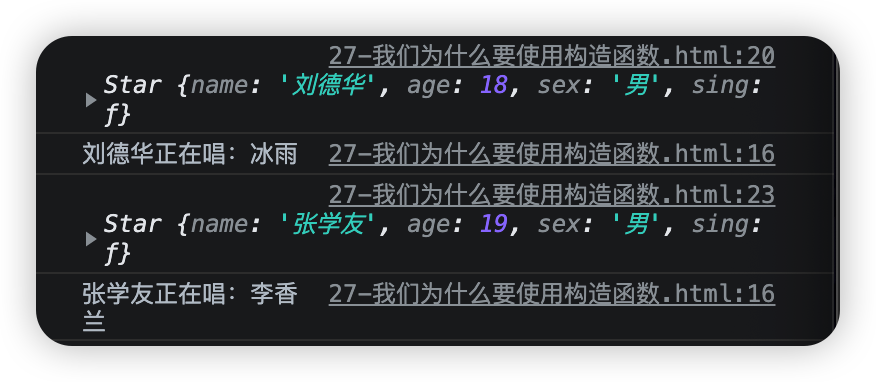 27-我们为什么要使用构造函数.html:20
Star {name: '刘德华', age: 18, sex: '男', sing:
ƒ}
刘德华正在唱：冰雨 27-我们为什么要使用构造函数.html:16
27-我们为什么要使用构造函数.html:23
Star {name: '张学友', age: 19, sex: '男', sing:
ƒ}
张学友正在唱：李香 27-我们为什么要使用构造函数.html:16
兰